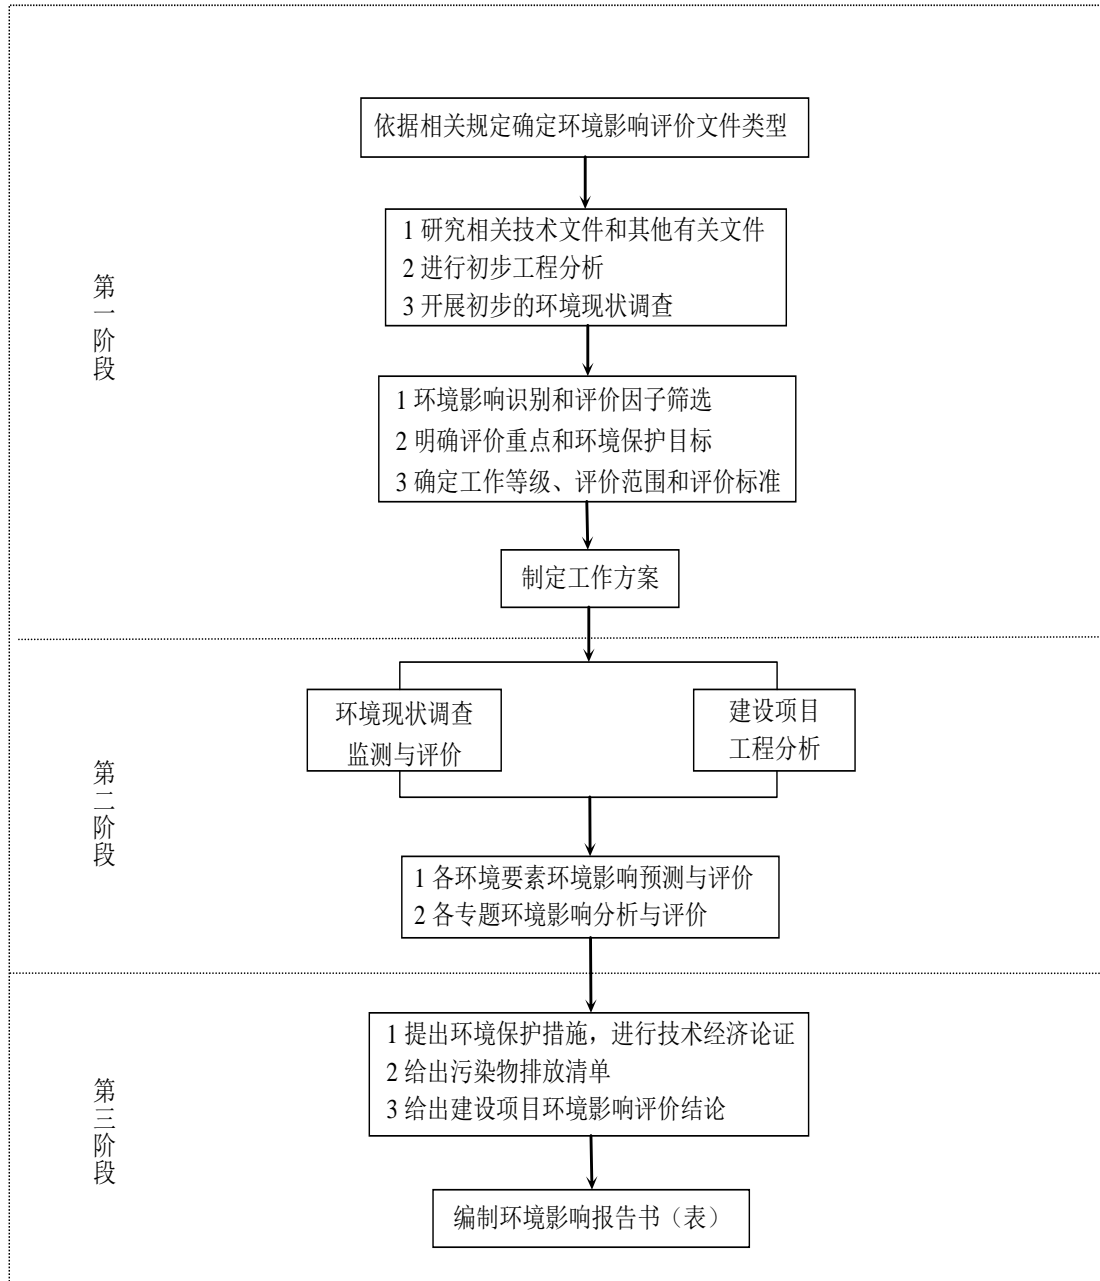 依据相关规定确定环境影响评价文件类型
1 研究相关技术文件和其他有关文件
2 进行初步工程分析
3 开展初步的环境现状调查
第一阶段
1 环境影响识别和评价因子筛选
2 明确评价重点和环境保护目标
3 确定工作等级、评价范围和评价标准
制定工作方案
环境现状调查
监测与评价
建设项目
工程分析
第二阶段
1 各环境要素环境影响预测与评价
2 各专题环境影响分析与评价
1 提出环境保护措施，进行技术经济论证
2 给出污染物排放清单
3 给出建设项目环境影响评价结论
第三阶段
编制环境影响报告书（表）